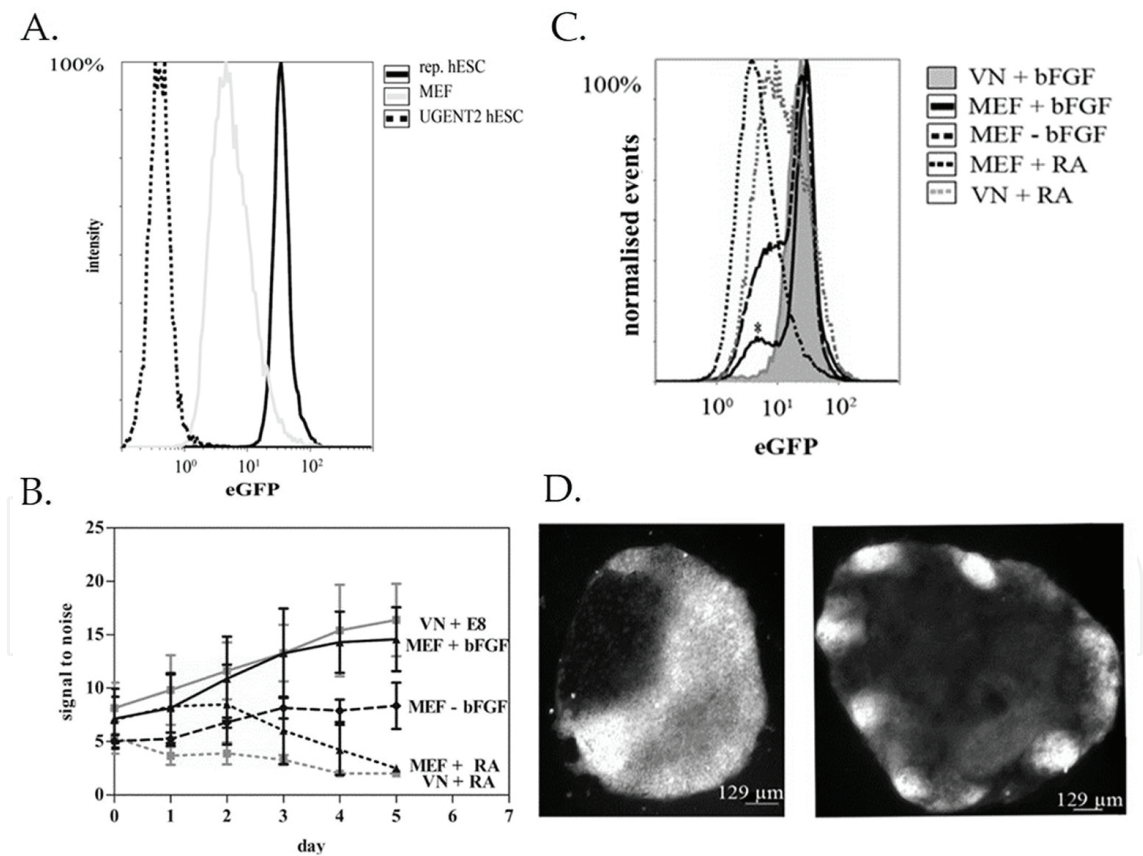 A.
100%
intensity
10⁰ 10¹ 10²
eGFP
rep. hESC
MEF
UGENT2 hESC
C.
100%
normalised events
*
10⁰ 10¹ 10²
eGFP
VN + bFGF
MEF + bFGF
MEF - bFGF
MEF + RA
VN + RA
B.
25
20
15
10
5
0
signal to noise
0 1 2 3 4 5 6 7
day
VN + E8
MEF + bFGF
MEF - bFGF
MEF + RA
VN + RA
D.
129 µm
129 µm